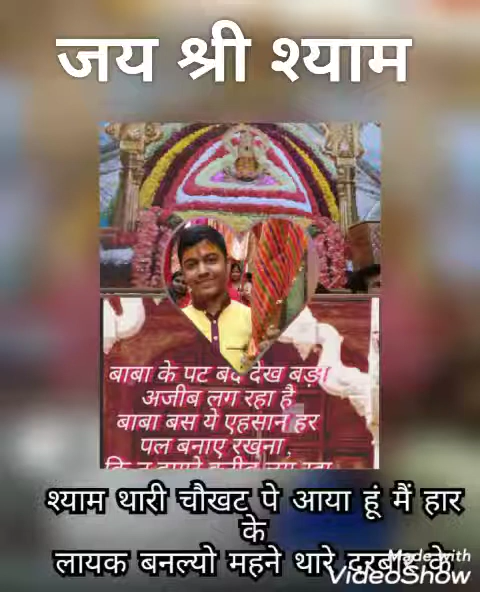 जय श्री श्याम
बाबा के पट बंद देख बड़ा
अजीब लग रहा है
बाबा बस ये एहसान हर
पल बनाए रखना,
श्याम थारी चौखट पे आया हूं मैं हार
के
लायक बनल्यो महने थारे दरबार के
Made with
VideoShow